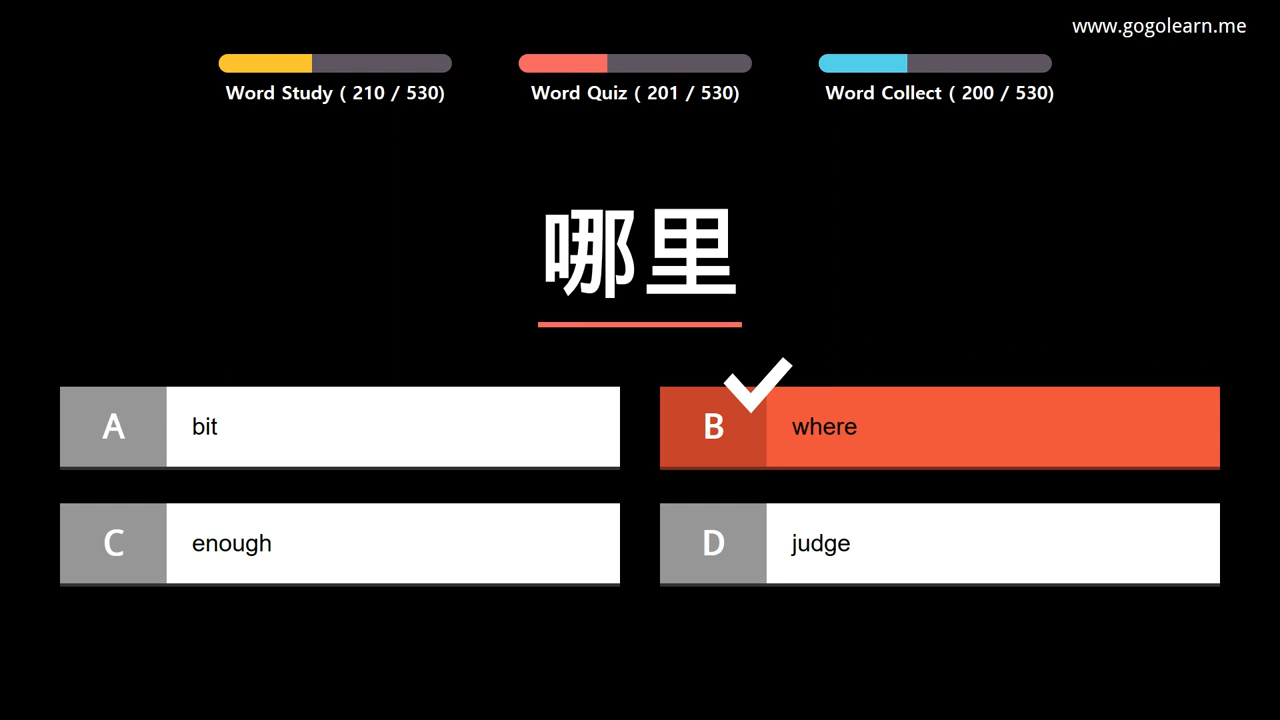 www.gogolearn.me
Word Study ( 210 / 530)
Word Quiz ( 201 / 530)
Word Collect ( 200 / 530)
哪里
A bit
B where
C enough
D judge